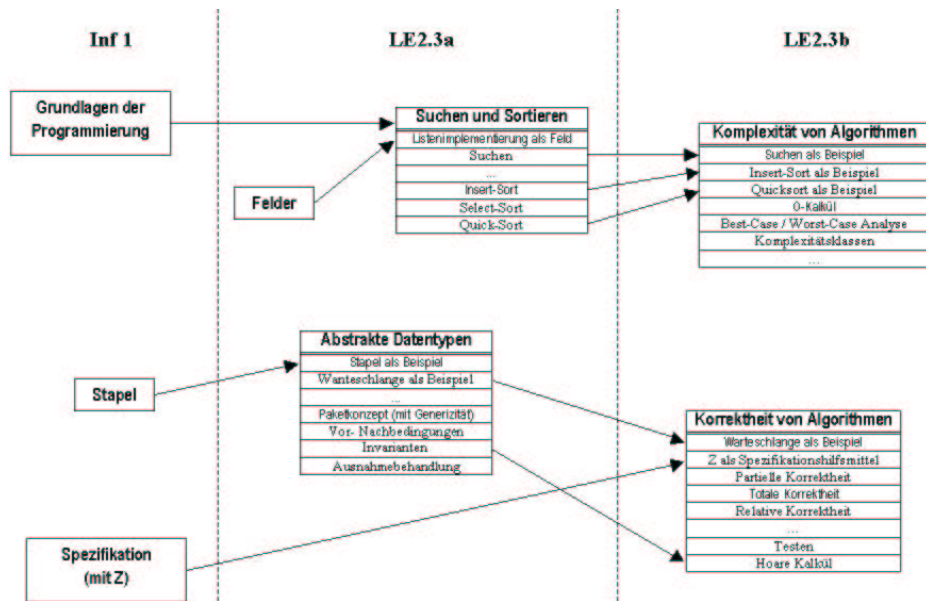 Inf 1
LE2.3a
LE2.3b
Grundlagen der
Programmierung
Felder
Suchen und Sortieren
Listenimplementierung als Feld
Suchen
...
Insert-Sort
Select-Sort
Quick-Sort
Komplexität von Algorithmen
Suchen als Beispiel
Insert-Sort als Beispiel
Quicksort als Beispiel
O-Kalkül
Best-Case / Worst-Case Analyse
Komplexitätsklassen
...
Stapel
Abstrakte Datentypen
Stapel als Beispiel
Warteschlange als Beispiel
...
Paketkonzept (mit Generizität)
Vor- Nachbedingungen
Invarianten
Ausnahmebehandlung
Spezifikation
(mit Z)
Korrektheit von Algorithmen
Warteschlange als Beispiel
Z als Spezifikationshilfsmittel
Partielle Korrektheit
Totale Korrektheit
Relative Korrektheit
...
Testen
Hoare Kalkül